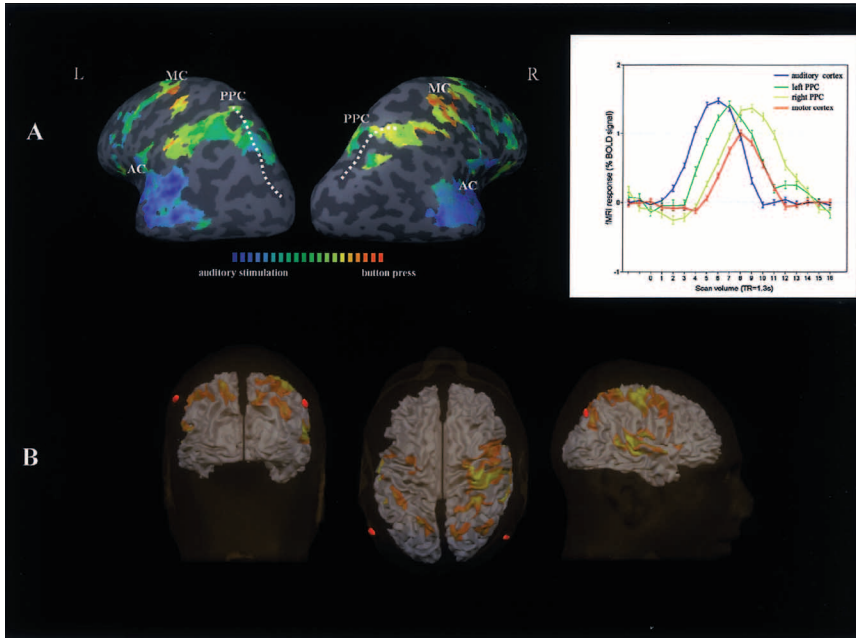 L
R
MC
MC
PPC
PPC
A
AC
AC
auditory stimulation
button press
auditory cortex
left PPC
right PPC
motor cortex
fMRI response (% BOLD signal)
2
1
0
-1
0 1 2 3 4 5 6 7 8 9 10 11 12 13 14 15 16
Scan volume (TR=1.3s)
B